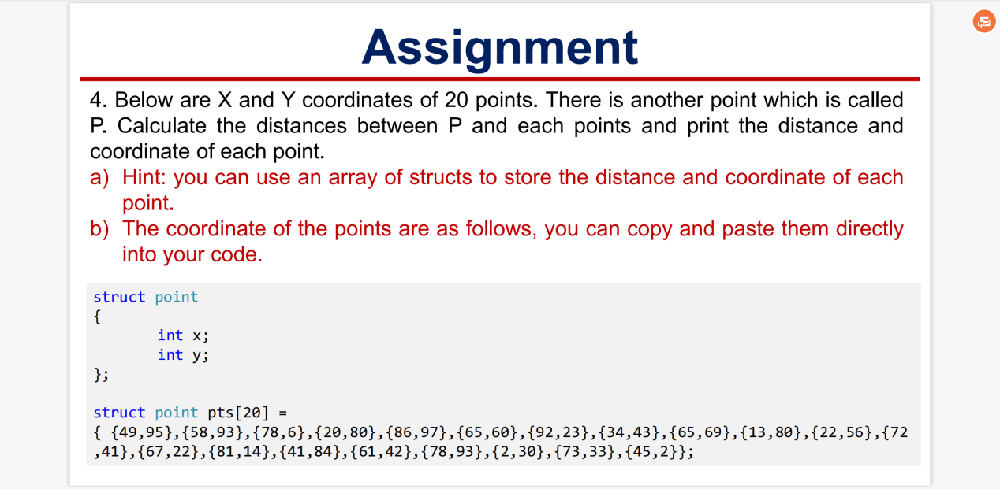 Assignment
4. Below are X and Y coordinates of 20 points. There is another point which is called
P. Calculate the distances between P and each points and print the distance and
coordinate of each point.
a) Hint: you can use an array of structs to store the distance and coordinate of each
point.
b) The coordinate of the points are as follows, you can copy and paste them directly
into your code.
struct point
{
int x;
int y;
};
struct point pts[20] =
{ {49,95},{58,93},{78,6},{20,80},{86,97},{65,60},{92,23},{34,43},{65,69},{13,80},{22,56},{72
,41},{67,22},{81,14},{41,84},{61,42},{78,93},{2,30},{73,33},{45,2}};